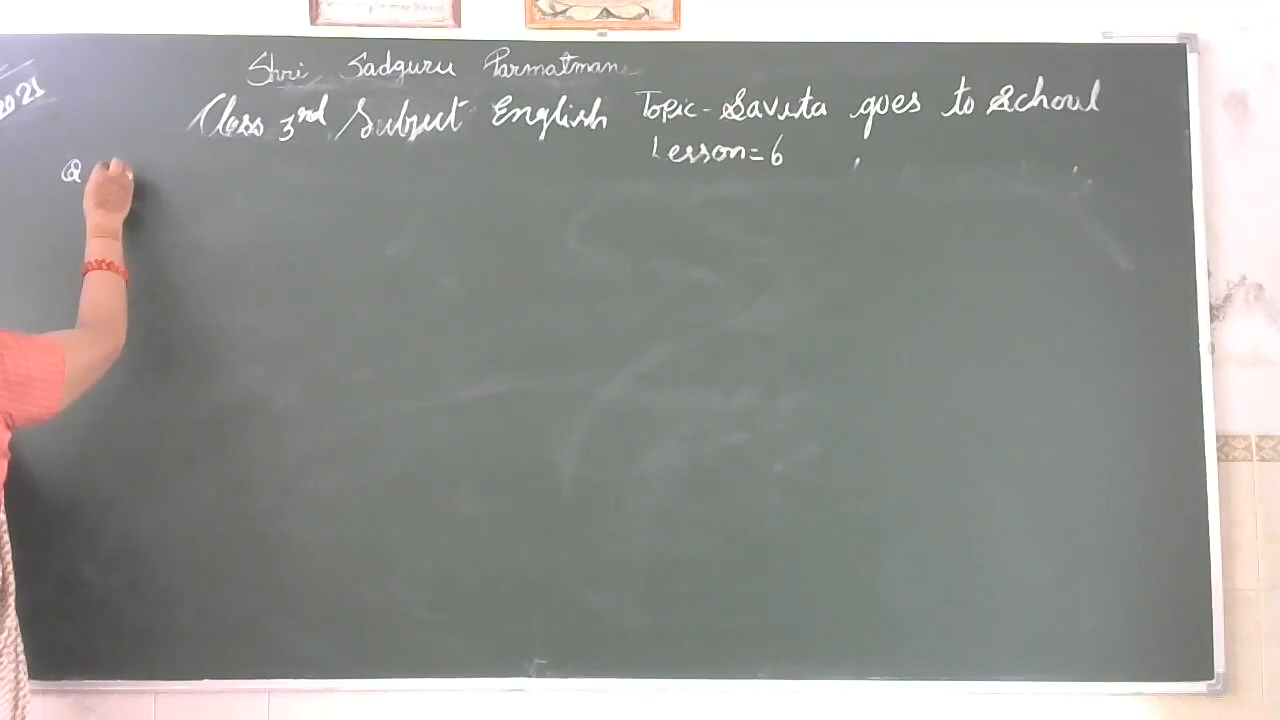 2021
Shri Sadguru Parmatman
Class 3rd Subject English Topic - Savita goes to School
Lesson = 6
Q